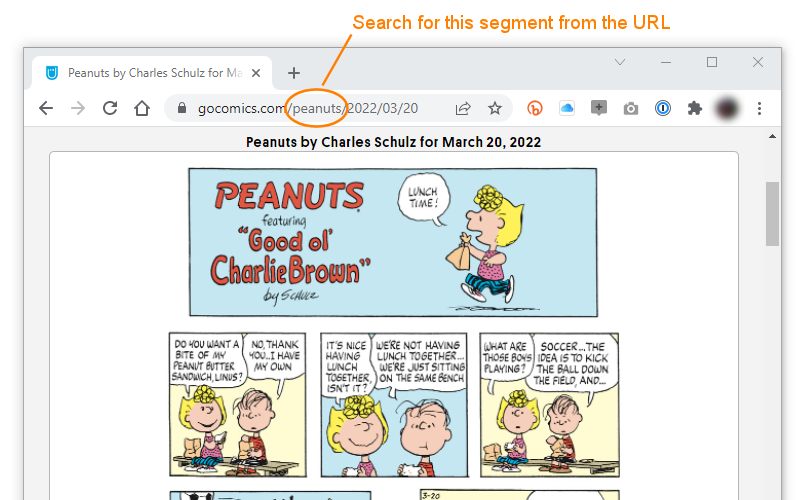 Search for this segment from the URL
Peanuts by Charles Schulz for Ma
gocomics.com/peanuts/2022/03/20
Peanuts by Charles Schulz for March 20, 2022
PEANUTS
featuring
"Good ol'
CharlieBrown"
by SCHULZ
LUNCH
TIME!
DO YOU WANT A
BITE OF MY
PEANUT BUTTER
SANDWICH, LINUS?
NO, THANK
YOU..I HAVE
MY OWN
IT'S NICE
HAVING
LUNCH
TOGETHER,
ISN'T IT?
WE'RE NOT HAVING
LUNCH TOGETHER...
WE'RE JUST SITTING
ON THE SAME BENCH
WHAT ARE
THOSE BOYS
PLAYING?
SOCCER...THE
IDEA IS TO KICK
THE BALL DOWN
THE FIELD, AND...
3-20